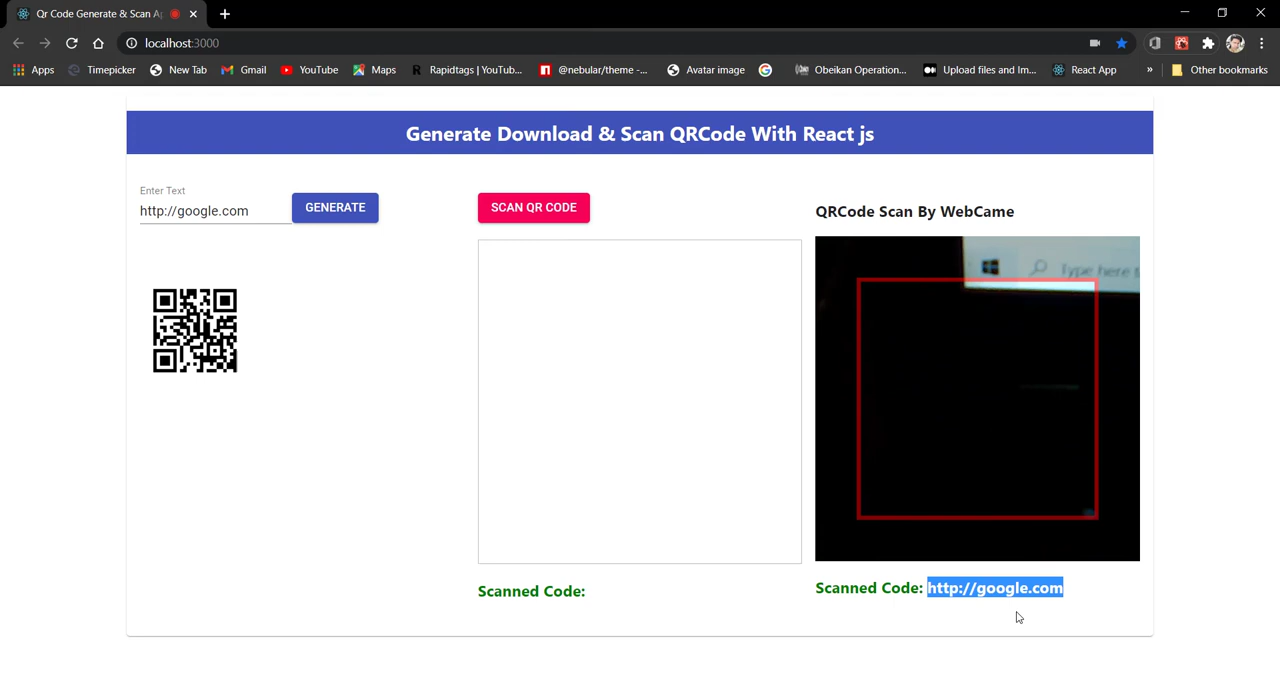 Qr Code Generate & Scan Ap
localhost:3000
Apps
Timepicker
New Tab
Gmail
YouTube
Maps
Rapidtags | YouTub...
@nebular/theme -...
Avatar image
Obeikan Operation...
Upload files and Im...
React App
»
Other bookmarks
Generate Download & Scan QRCode With React js
Enter Text
http://google.com
GENERATE
SCAN QR CODE
QRCode Scan By WebCame
Type here t
Scanned Code:
Scanned Code: http://google.com